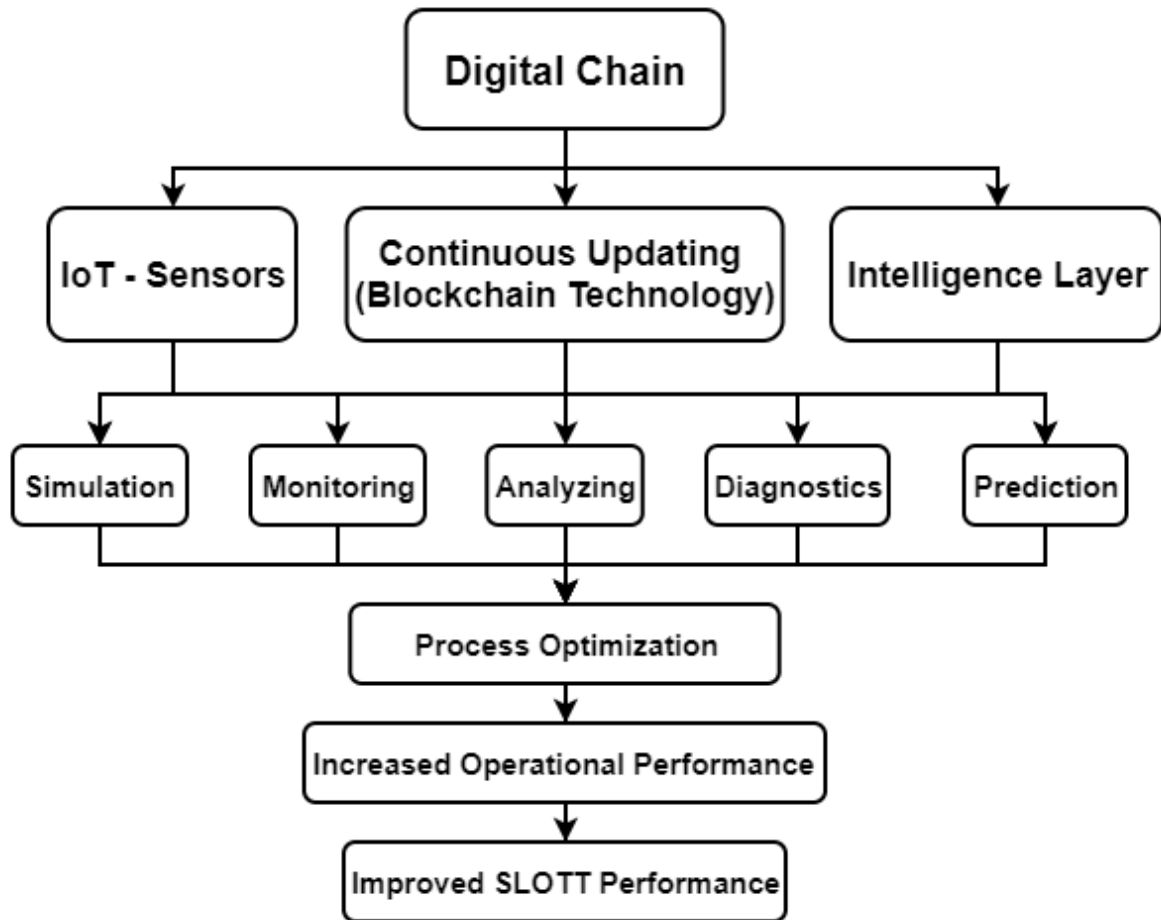 Digital Chain
IoT - Sensors
Continuous Updating
(Blockchain Technology)
Intelligence Layer
Simulation
Monitoring
Analyzing
Diagnostics
Prediction
Process Optimization
Increased Operational Performance
Improved SLOTT Performance